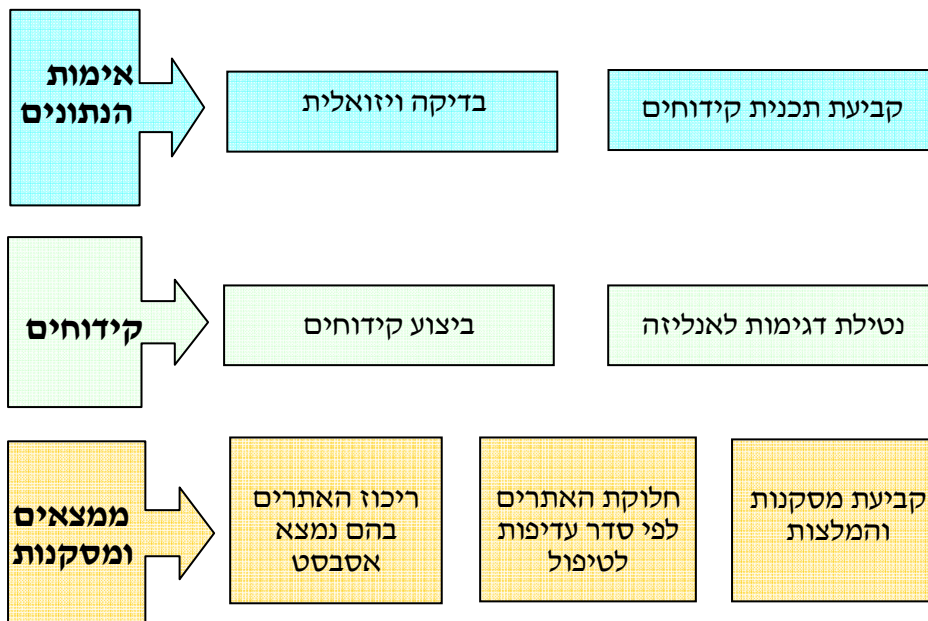 אימות
הנתונים
בדיקה ויזואלית
קביעת תכנית קידוחים
קידוחים
ביצוע קידוחים
נטילת דגימות לאנליזה
ממצאים
ומסקנות
ריכוז האתרים
בהם נמצא
אסבסט
חלוקת האתרים
לפי סדר עדיפות
לטיפול
קביעת מסקנות
והמלצות